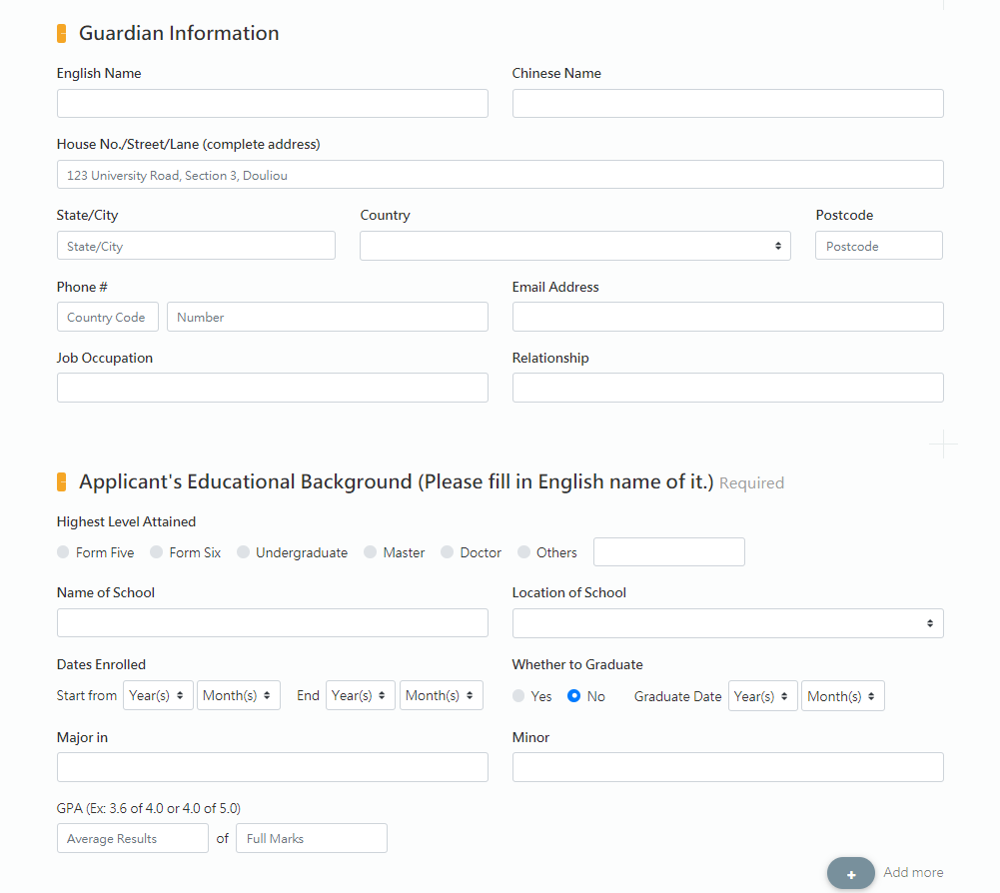 Guardian Information
English Name Chinese Name
House No./Street/Lane (complete address)
123 University Road, Section 3, Douliou
State/City Country Postcode
State/City Postcode
Phone # Email Address
Country Code Number
Job Occupation Relationship
Applicant's Educational Background (Please fill in English name of it.) Required
Highest Level Attained
Form Five Form Six Undergraduate Master Doctor Others
Name of School Location of School
Dates Enrolled Whether to Graduate
Start from Year(s) Month(s) End Year(s) Month(s) Yes No Graduate Date Year(s) Month(s)
Major in Minor
GPA (Ex: 3.6 of 4.0 or 4.0 of 5.0)
Average Results of Full Marks
+ Add more